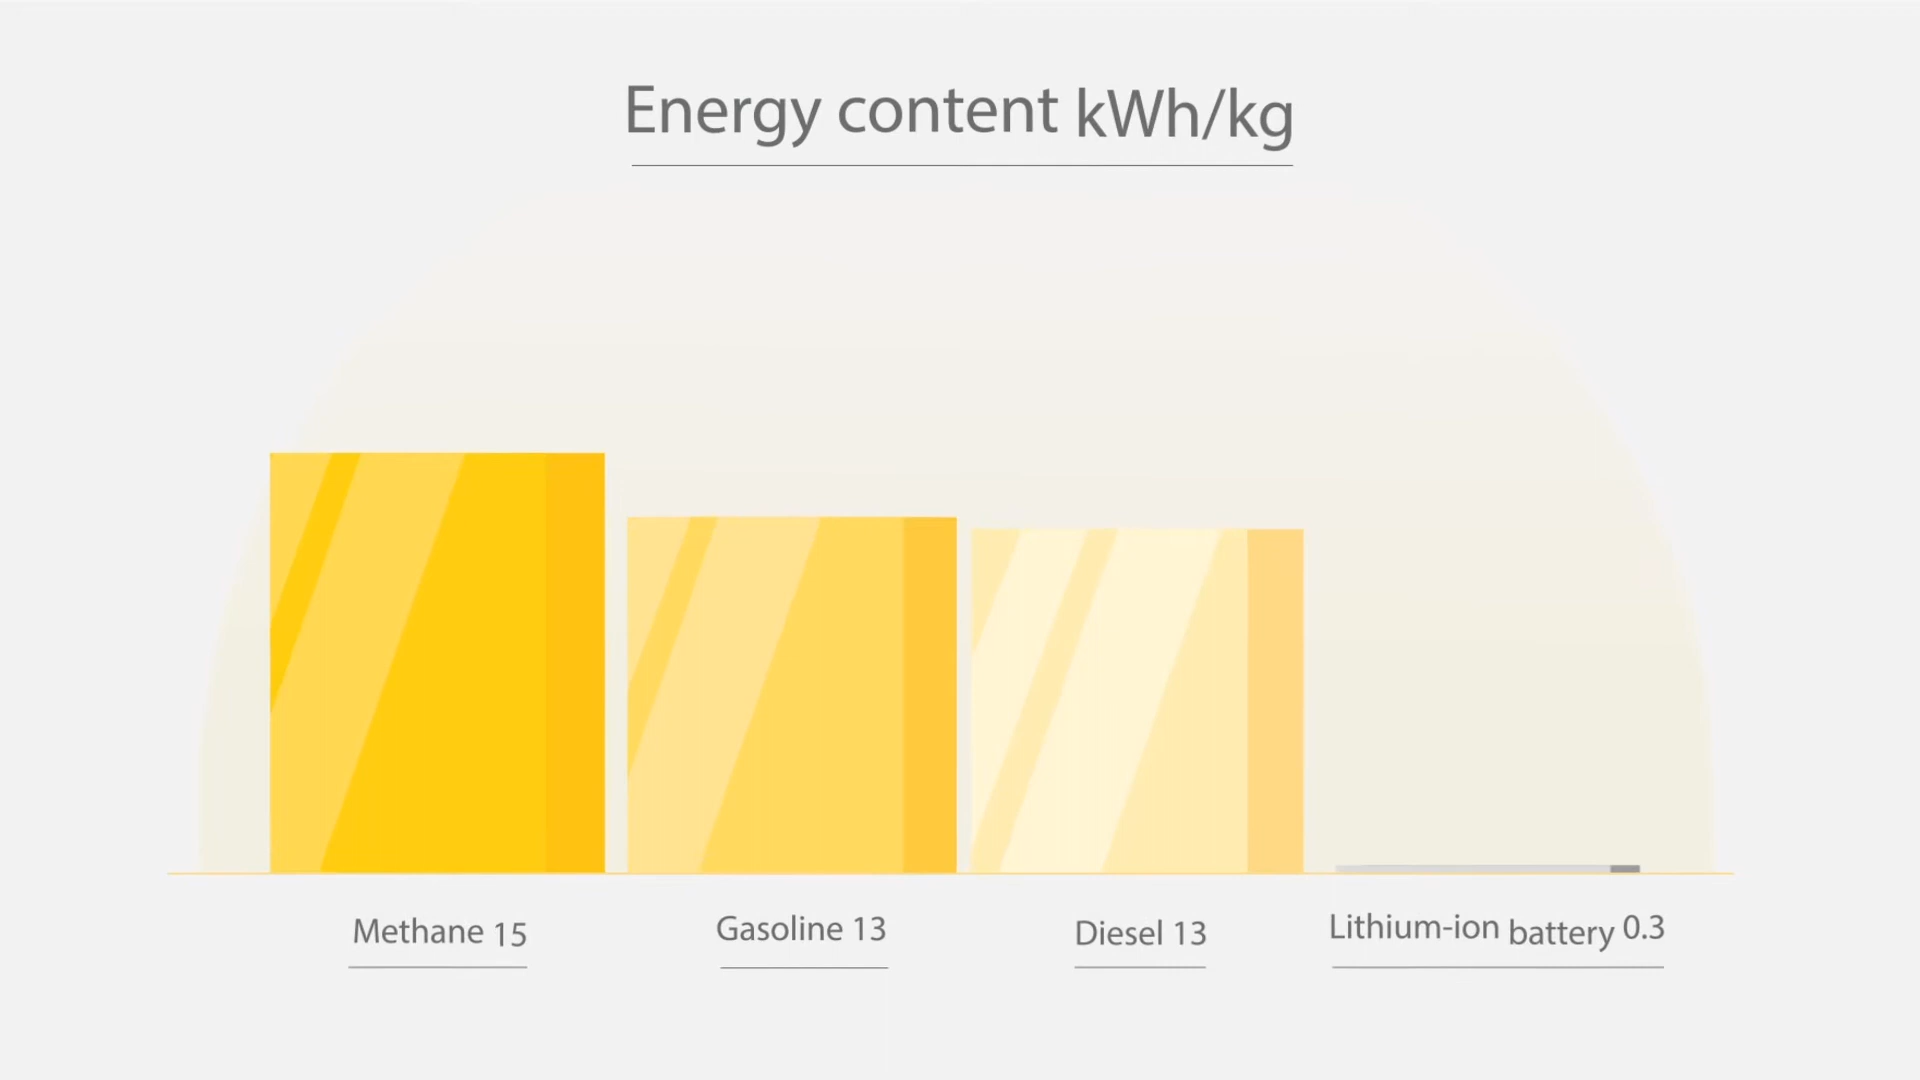 Energy content kWh/kg
Methane 15
Gasoline 13
Diesel 13
Lithium-ion battery 0.3